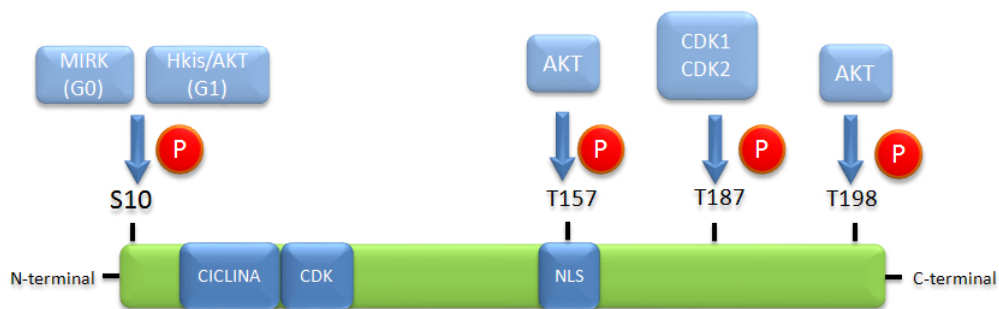 MIRK
(G0)
Hkis/AKT
(G1)
AKT
CDK1
CDK2
AKT
P
P
P
P
S10
T157
T187
T198
N-terminal
CICLINA
CDK
NLS
C-terminal